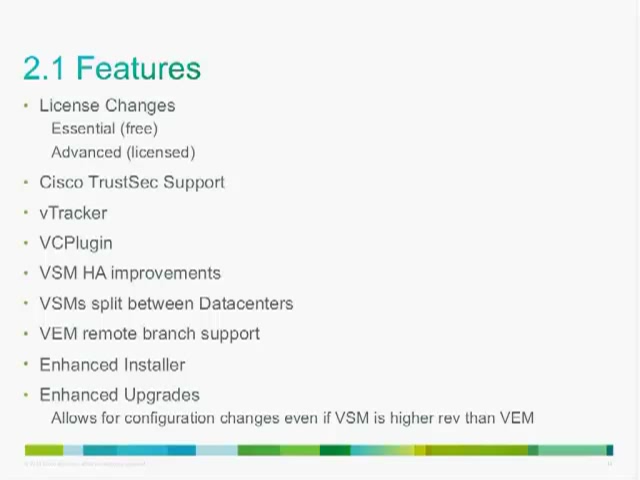 2.1 Features
• License Changes
Essential (free)
Advanced (licensed)
• Cisco TrustSec Support
• vTracker
• VCPlugin
• VSM HA improvements
• VSMs split between Datacenters
• VEM remote branch support
• Enhanced Installer
• Enhanced Upgrades
Allows for configuration changes even if VSM is higher rev than VEM